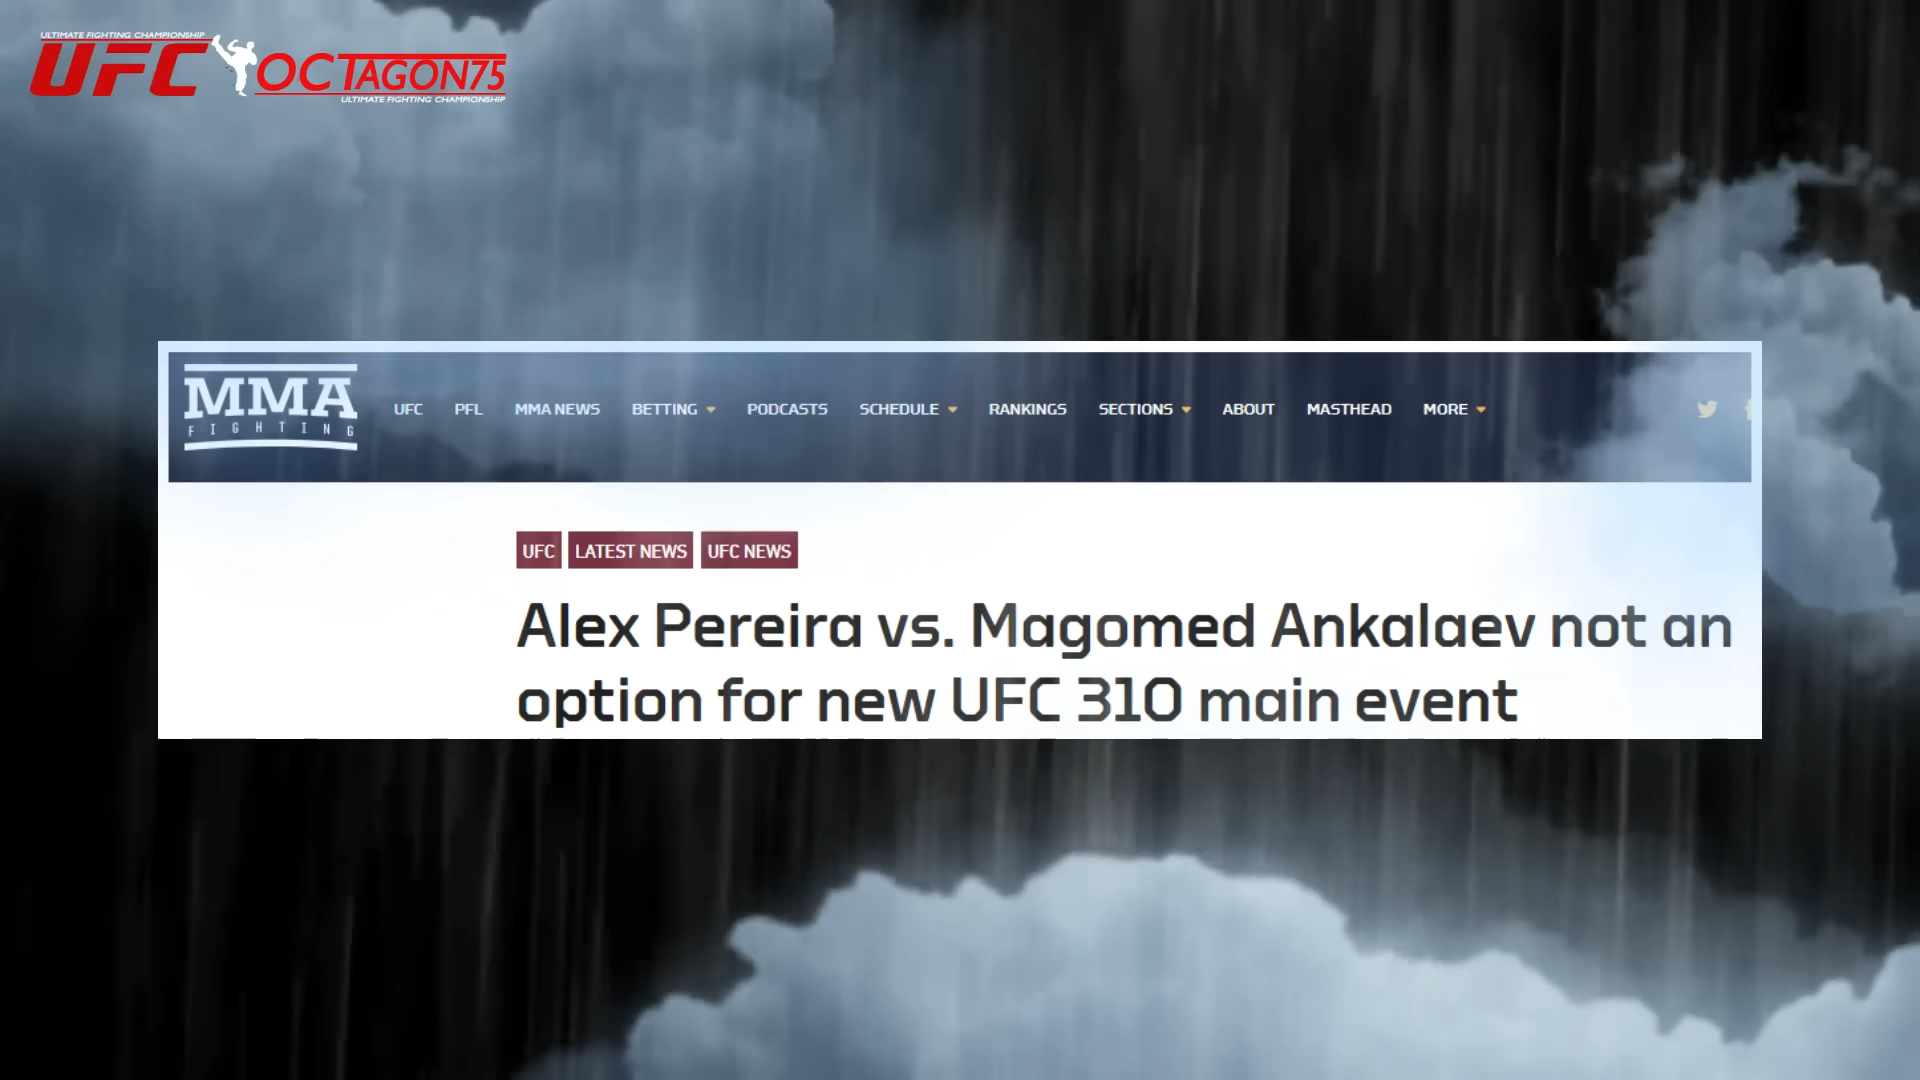 ULTIMATE FIGHTING CHAMPIONSHIP
UFC OCTAGON75
ULTIMATE FIGHTING CHAMPIONSHIP
MMA
FIGHTING
UFC PFL MMA NEWS BETTING PODCASTS SCHEDULE RANKINGS SECTIONS ABOUT MASTHEAD MORE
UFC LATEST NEWS UFC NEWS
Alex Pereira vs. Magomed Ankalaev not an
option for new UFC 310 main event